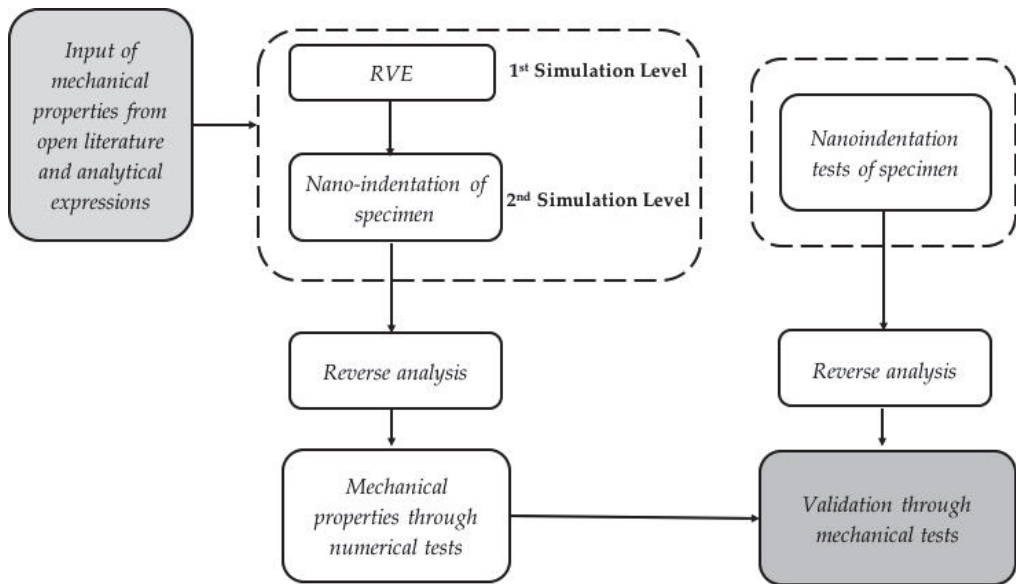 Input of
mechanical
properties from
open literature
and analytical
expressions
RVE
1st Simulation Level
Nano-indentation of
specimen
2nd Simulation Level
Reverse analysis
Mechanical
properties through
numerical tests
Nanoindentation
tests of specimen
Reverse analysis
Validation through
mechanical tests